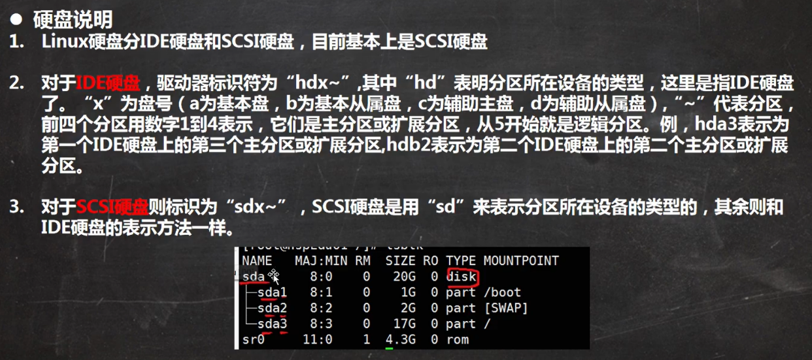 ● 硬盘说明
1. Linux硬盘分IDE硬盘和SCSI硬盘，目前基本上是SCSI硬盘
2. 对于IDE硬盘，驱动器标识符为“hdx~”,其中“hd”表明分区所在设备的类型，这里是指IDE硬盘
了。“x”为盘号（a为基本盘，b为基本从属盘，c为辅助主盘，d为辅助从属盘）,“~”代表分区，
前四个分区用数字1到4表示，它们是主分区或扩展分区，从5开始就是逻辑分区。例，hda3表示为
第一个IDE硬盘上的第三个主分区或扩展分区,hdb2表示为第二个IDE硬盘上的第二个主分区或扩展
分区。
3. 对于SCSI硬盘则标识为“sdx~”，SCSI硬盘是用“sd”来表示分区所在设备的类型的，其余则和
IDE硬盘的表示方法一样。
NAME MAJ:MIN RM SIZE RO TYPE MOUNTPOINT
sda 8:0 0 20G 0 disk
├─sda1 8:1 0 1G 0 part /boot
├─sda2 8:2 0 2G 0 part [SWAP]
└─sda3 8:3 0 17G 0 part /
sr0 11:0 1 4.3G 0 rom